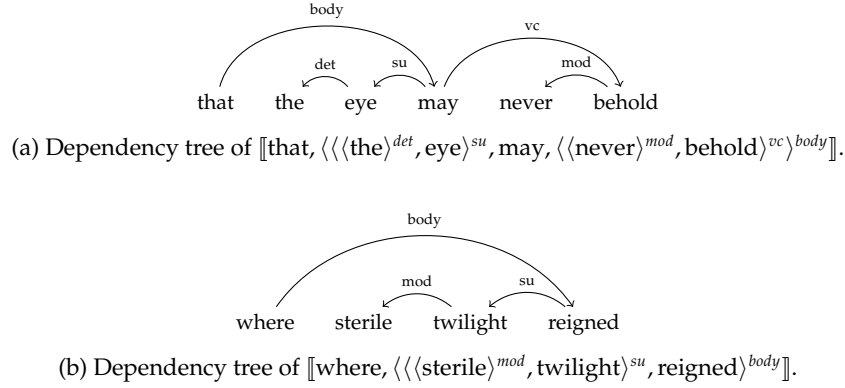 body
vc
det
su
mod
that the eye may never behold
(a) Dependency tree of ⟦that, ⟨⟨⟨the⟩^det, eye⟩^su, may, ⟨⟨never⟩^mod, behold⟩^vc⟩^body⟧.
body
mod
su
where sterile twilight reigned
(b) Dependency tree of ⟦where, ⟨⟨⟨sterile⟩^mod, twilight⟩^su, reigned⟩^body⟧.